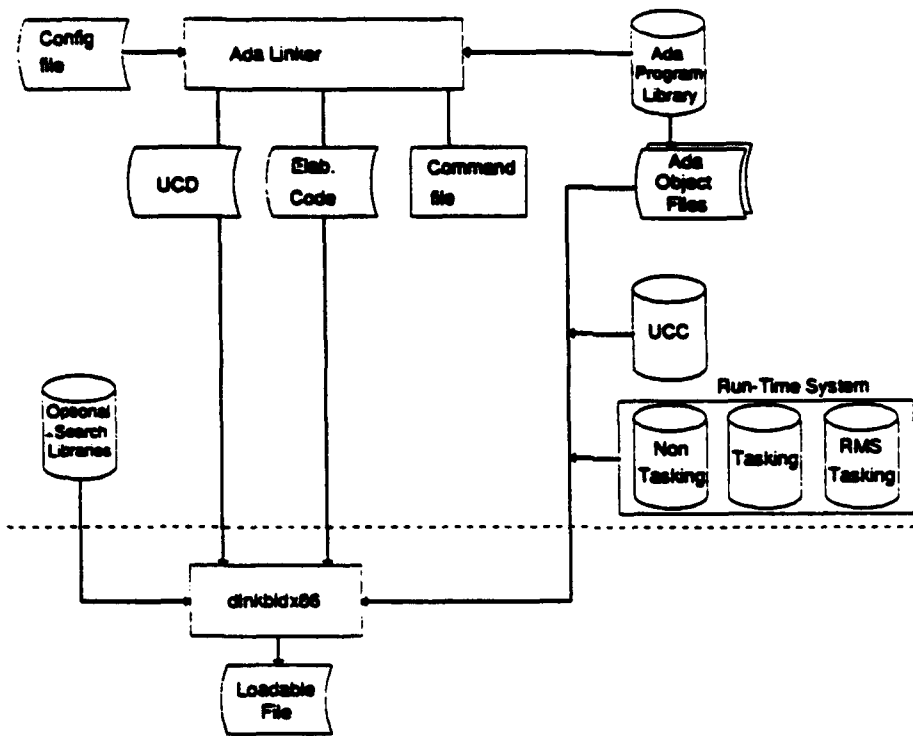 Config
file
Ada Linker
Ada
Program
Library
UCD
Elab.
Code
Command
file
Ada
Object
Files
UCC
Run-Time System
Optional
Search
Libraries
Non
Tasking
Tasking
RMS
Tasking
dlnkbldx86
Loadable
File